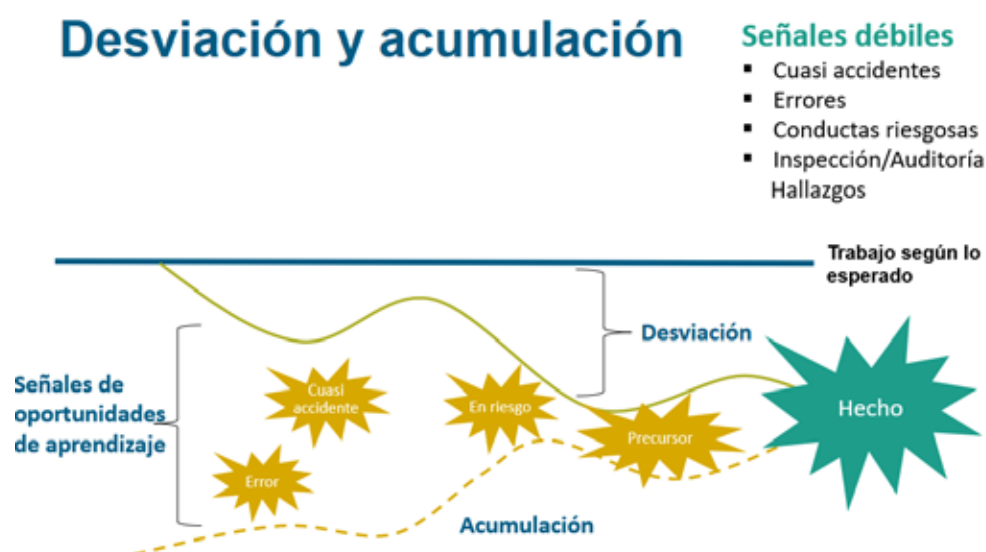 Desviación y acumulación
Señales débiles
▪ Cuasi accidentes
▪ Errores
▪ Conductas riesgosas
▪ Inspección/Auditoría
Hallazgos
Trabajo según lo
esperado
Desviación
Señales de
oportunidades
de aprendizaje
Cuasi
accidente
En riesgo
Precursor
Hecho
Error
Acumulación